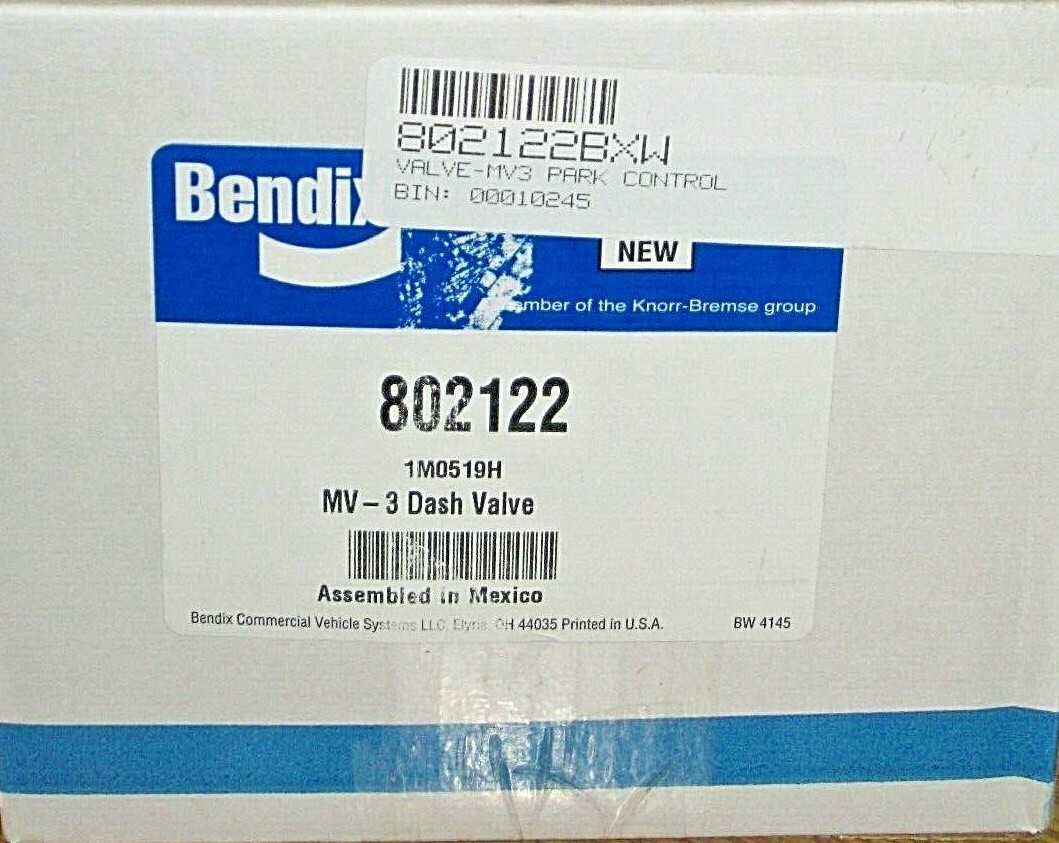 802122BXW
VALVE-MV3 PARK CONTROL
BIN: 00010245
Bendix
NEW
ember of the Knorr-Bremse group
802122
1M0519H
MV – 3 Dash Valve
Assembled in Mexico
Bendix Commercial Vehicle Systems LLC, Elyria, OH 44035 Printed in U.S.A. BW 4145